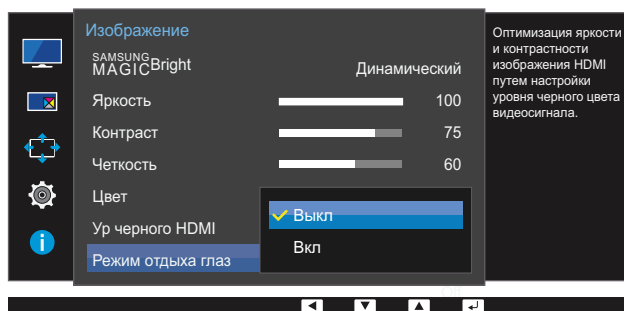 Изображение
SAMSUNG
MAGICBright Динамический
Яркость 100
Контраст 75
Четкость 60
Цвет
Ур черного HDMI
Режим отдыха глаз
Выкл
Вкл
Off
Оптимизация яркости
и контрастности
изображения HDMI
путем настройки
уровня черного цвета
видеосигнала.